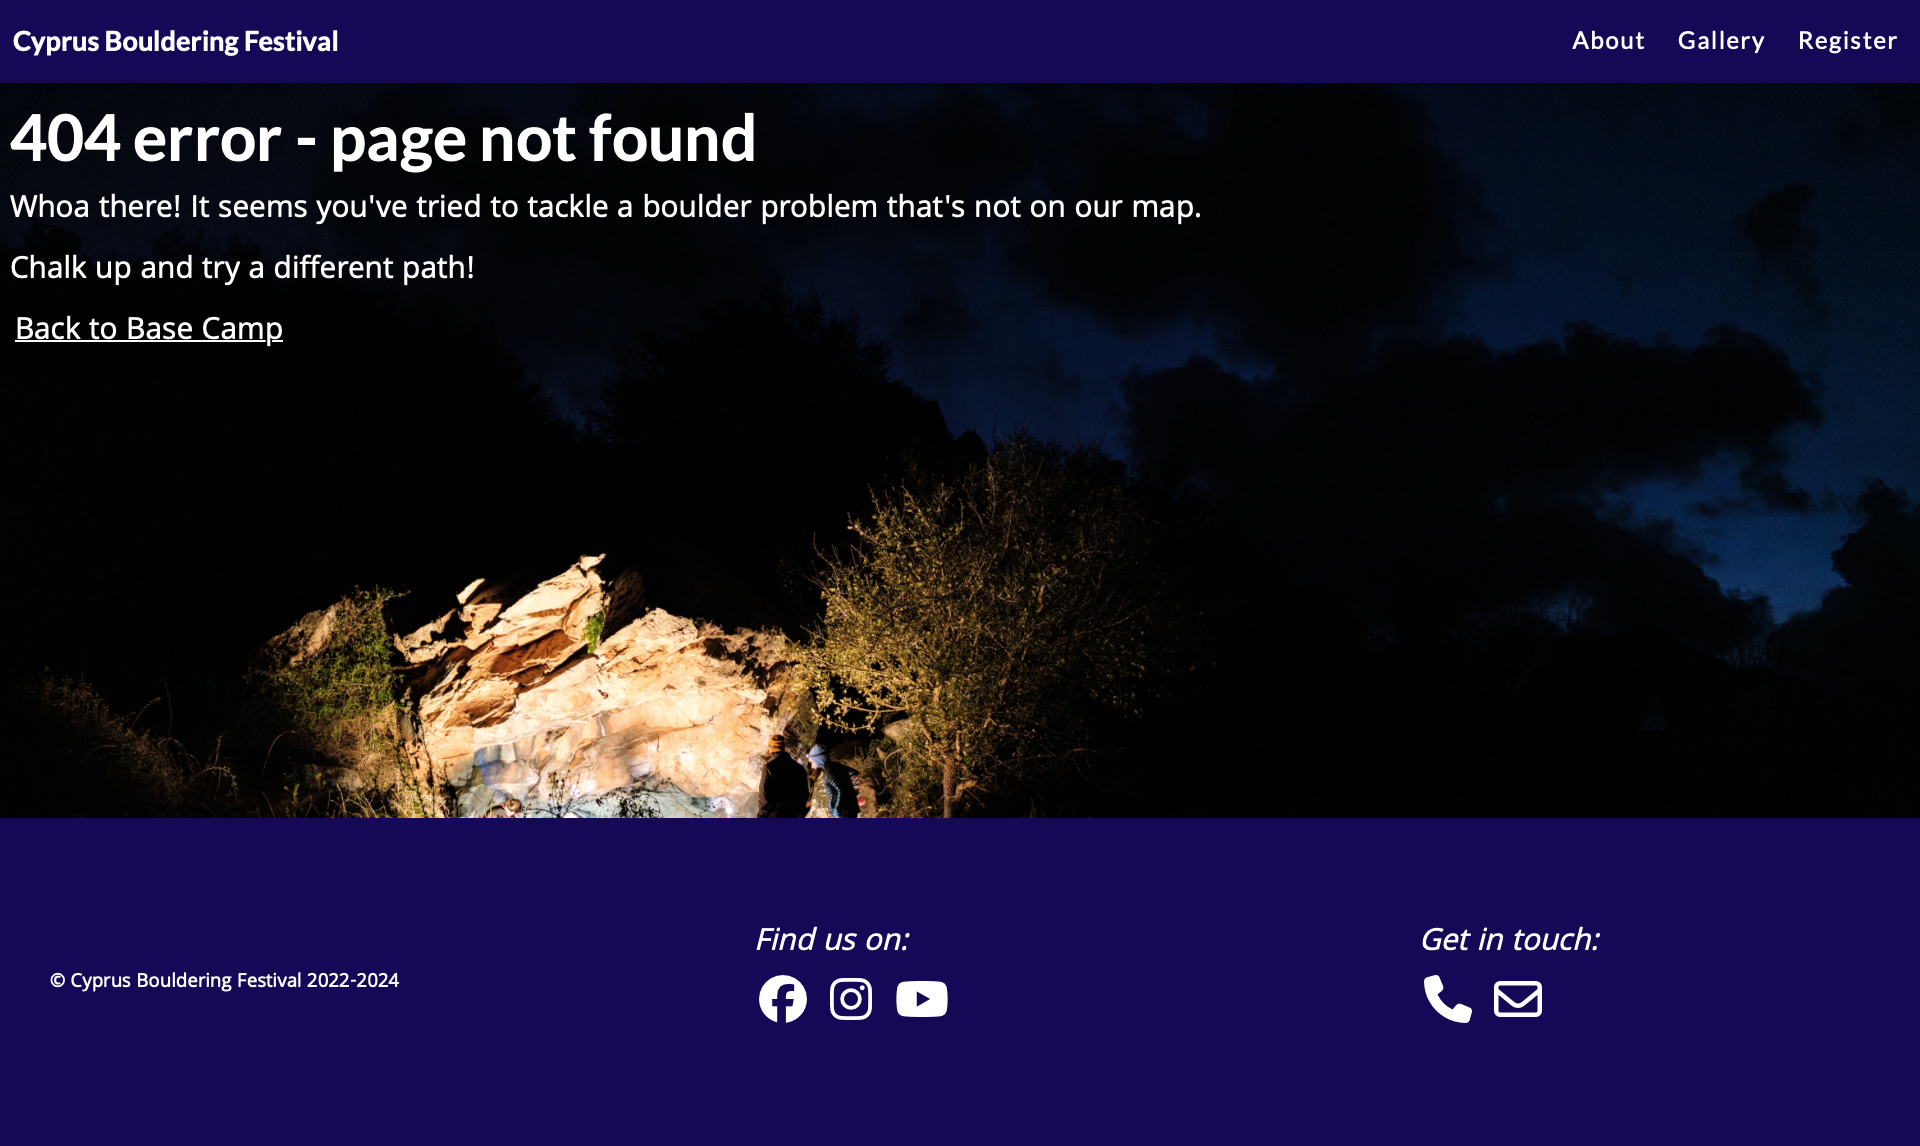 Cyprus Bouldering Festival
About Gallery Register
404 error - page not found
Whoa there! It seems you've tried to tackle a boulder problem that's not on our map.
Chalk up and try a different path!
Back to Base Camp
© Cyprus Bouldering Festival 2022-2024
Find us on:
Get in touch: